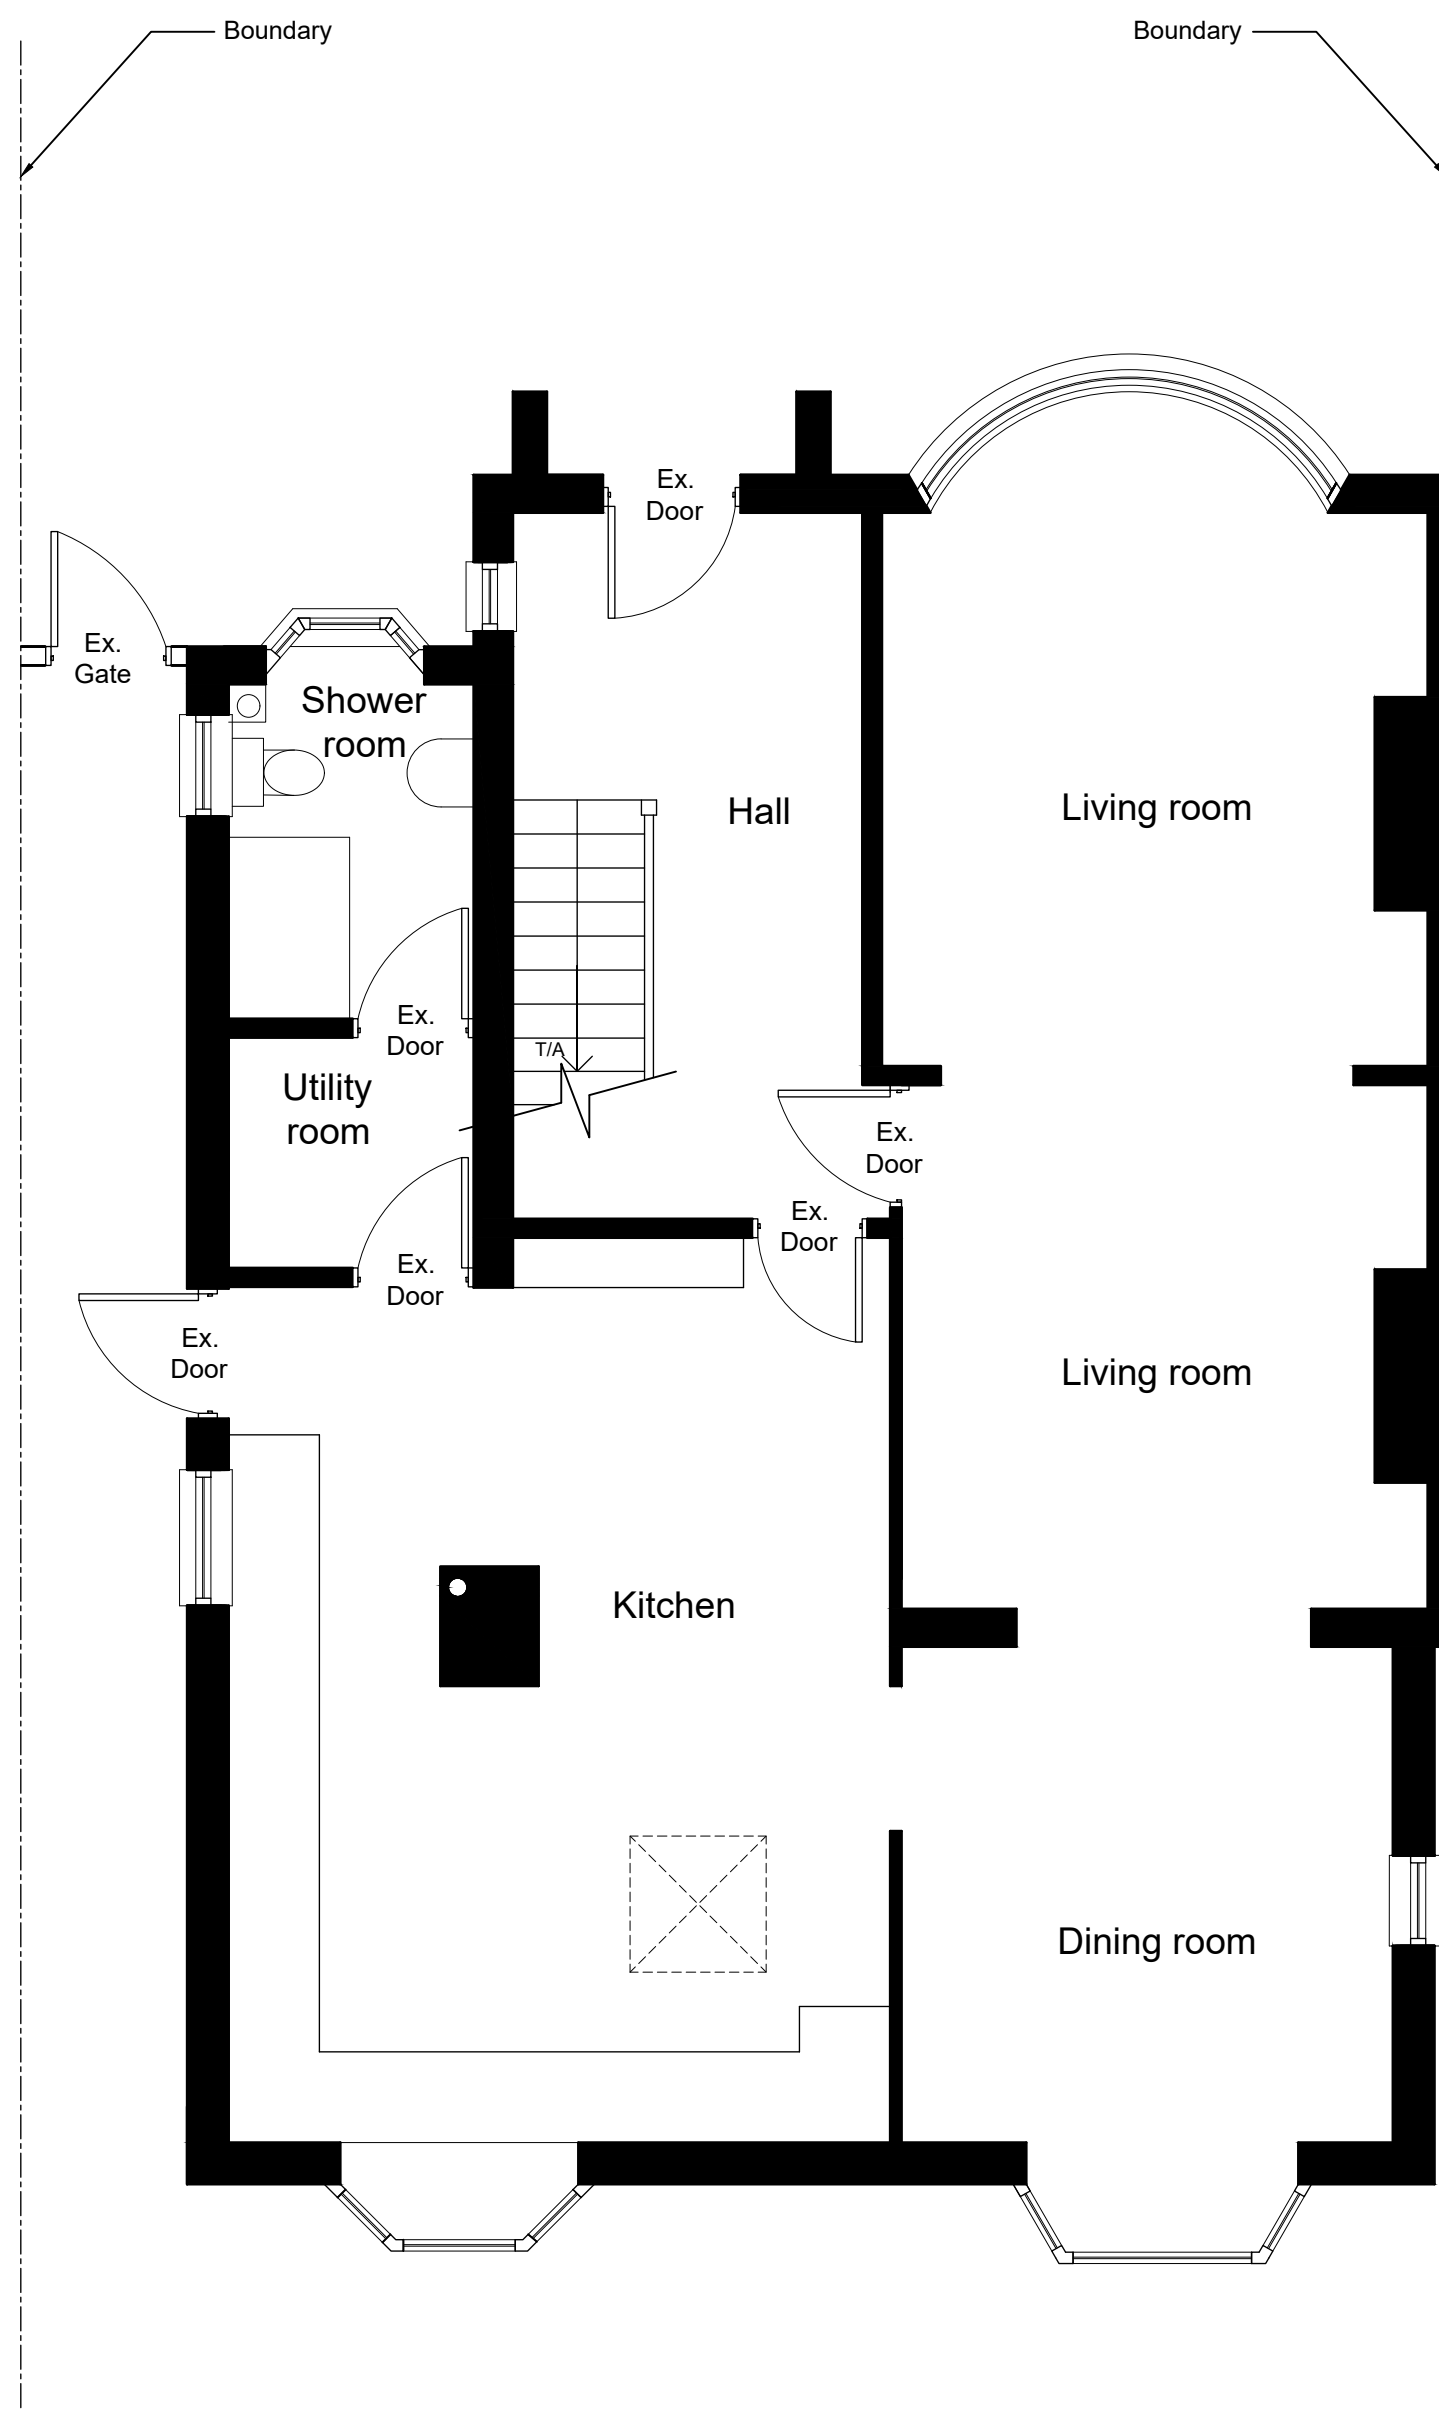 Boundary
Boundary
Ex.
Door
Ex.
Gate
Shower
room
Hall
Living room
Ex.
Door
T/A
Utility
room
Ex.
Door
Ex.
Door
Ex.
Door
Ex.
Door
Living room
Kitchen
Dining room